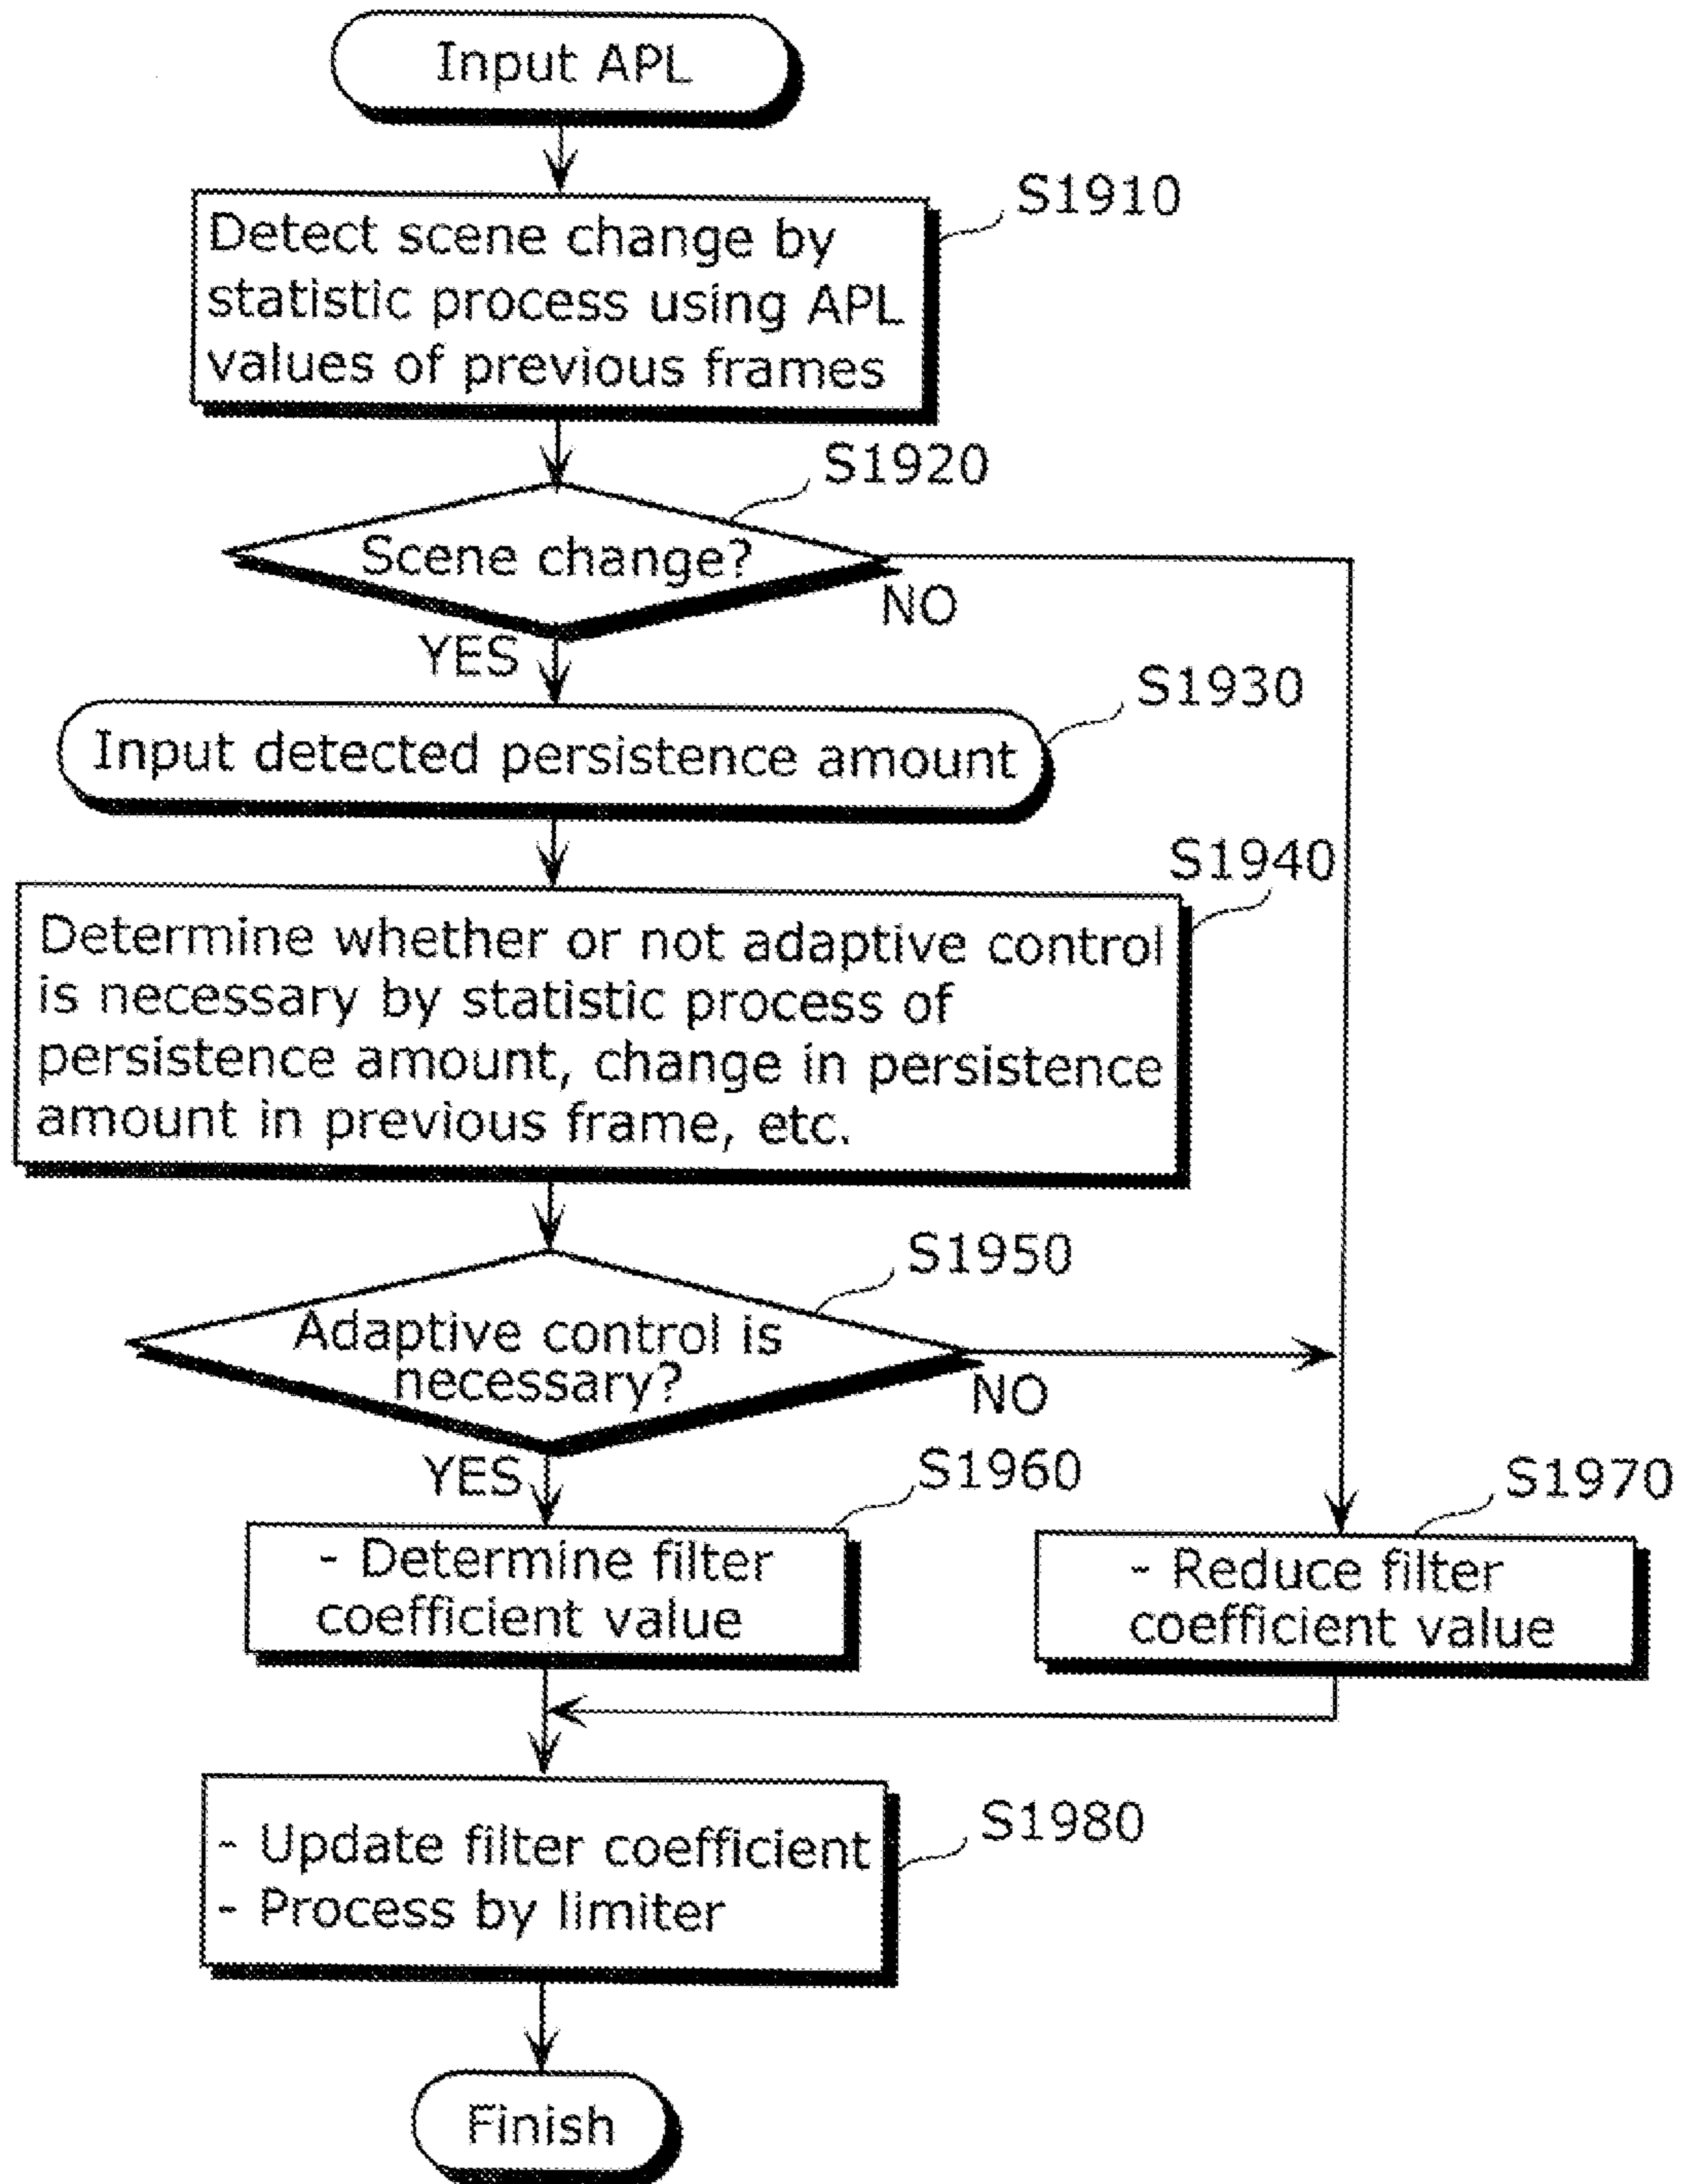 Input APL
S1910
Detect scene change by
statistic process using APL
values of previous frames
S1920
Scene change?
NO
YES
S1930
Input detected persistence amount
S1940
Determine whether or not adaptive control
is necessary by statistic process of
persistence amount, change in persistence
amount in previous frame, etc.
S1950
Adaptive control is
necessary?
NO
YES
S1960
S1970
- Determine filter
coefficient value
- Reduce filter
coefficient value
S1980
- Update filter coefficient
- Process by limiter
Finish